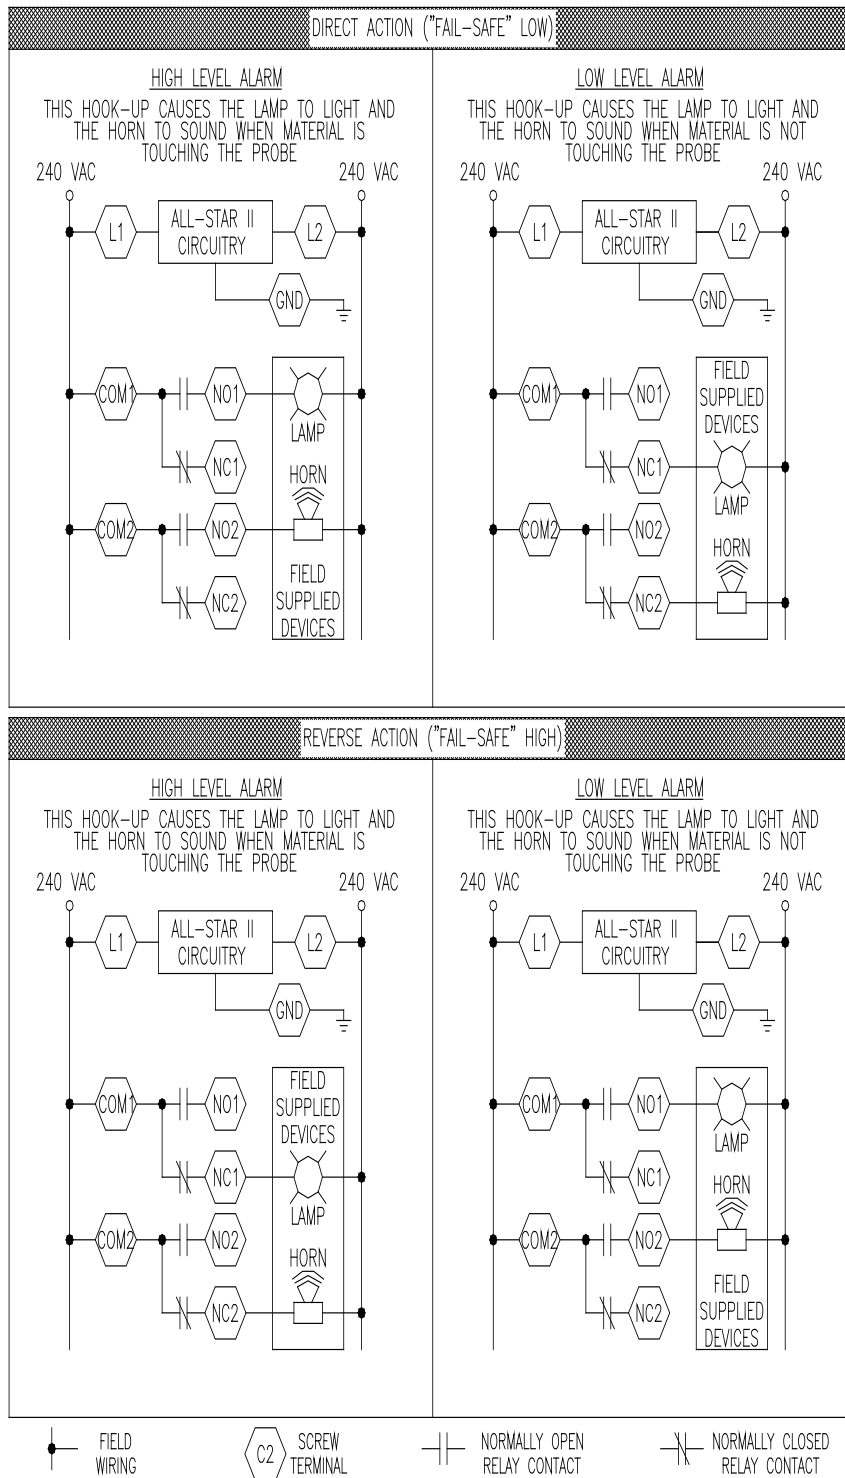 DIRECT ACTION ("FAIL-SAFE" LOW)
HIGH LEVEL ALARM
THIS HOOK-UP CAUSES THE LAMP TO LIGHT AND
THE HORN TO SOUND WHEN MATERIAL IS
TOUCHING THE PROBE
240 VAC
240 VAC
L1
ALL-STAR II
CIRCUITRY
L2
GND
COM1
NO1
LAMP
NC1
HORN
COM2
NO2
FIELD
SUPPLIED
DEVICES
NC2
LOW LEVEL ALARM
THIS HOOK-UP CAUSES THE LAMP TO LIGHT AND
THE HORN TO SOUND WHEN MATERIAL IS NOT
TOUCHING THE PROBE
240 VAC
240 VAC
L1
ALL-STAR II
CIRCUITRY
L2
GND
FIELD
SUPPLIED
DEVICES
COM1
NO1
NC1
LAMP
COM2
NO2
HORN
NC2
REVERSE ACTION ("FAIL-SAFE" HIGH)
HIGH LEVEL ALARM
THIS HOOK-UP CAUSES THE LAMP TO LIGHT AND
THE HORN TO SOUND WHEN MATERIAL IS
TOUCHING THE PROBE
240 VAC
240 VAC
L1
ALL-STAR II
CIRCUITRY
L2
GND
FIELD
SUPPLIED
DEVICES
COM1
NO1
NC1
LAMP
COM2
NO2
HORN
NC2
LOW LEVEL ALARM
THIS HOOK-UP CAUSES THE LAMP TO LIGHT AND
THE HORN TO SOUND WHEN MATERIAL IS NOT
TOUCHING THE PROBE
240 VAC
240 VAC
L1
ALL-STAR II
CIRCUITRY
L2
GND
COM1
NO1
LAMP
NC1
HORN
COM2
NO2
FIELD
SUPPLIED
DEVICES
NC2
FIELD
WIRING
C2
SCREW
TERMINAL
NORMALLY OPEN
RELAY CONTACT
NORMALLY CLOSED
RELAY CONTACT